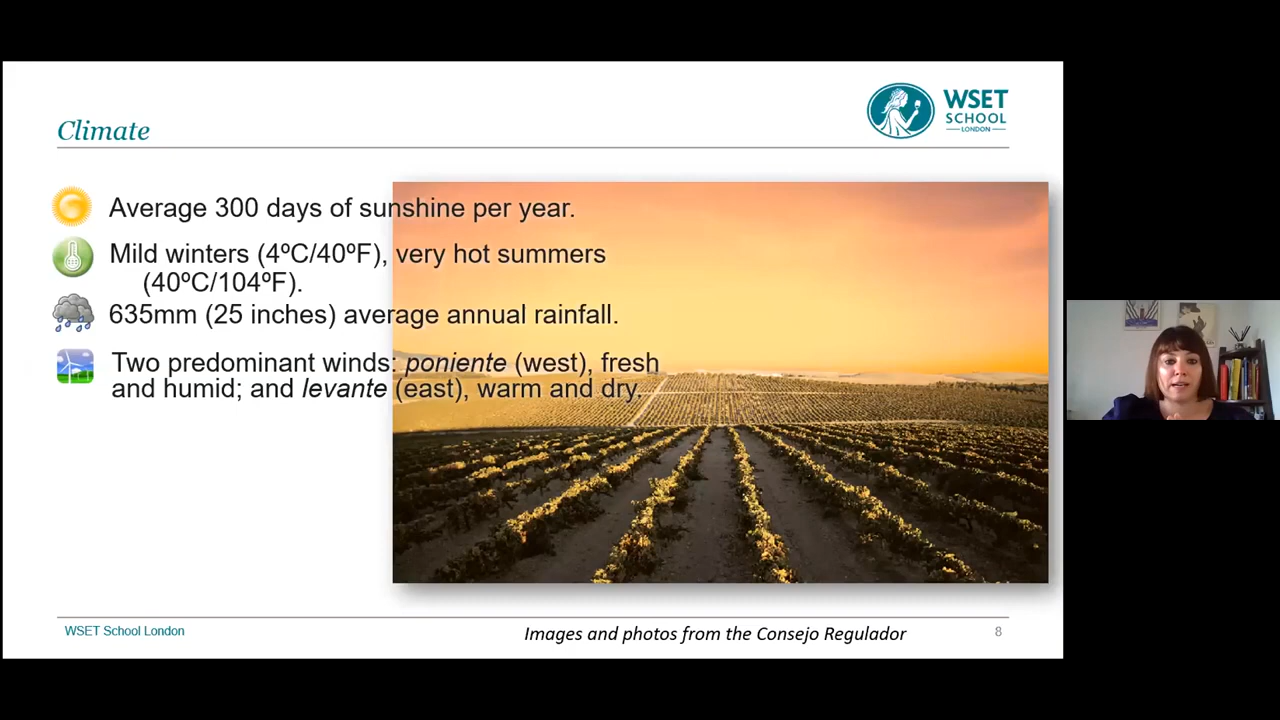 Climate
WSET
SCHOOL
LONDON
Average 300 days of sunshine per year.
Mild winters (4ºC/40ºF), very hot summers
(40ºC/104ºF).
635mm (25 inches) average annual rainfall.
Two predominant winds: poniente (west), fresh
and humid; and levante (east), warm and dry.
WSET School London
Images and photos from the Consejo Regulador
8